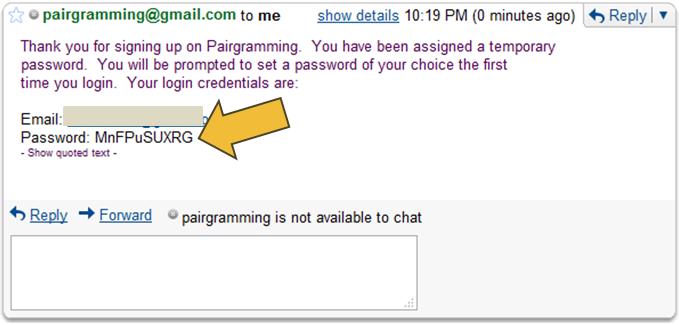 pairgramming@gmail.com to me show details 10:19 PM (0 minutes ago) Reply
Thank you for signing up on Pairgramming. You have been assigned a temporary
password. You will be prompted to set a password of your choice the first
time you login. Your login credentials are:
Email:
Password: MnFPuSUXRG
- Show quoted text -
Reply Forward pairgramming is not available to chat